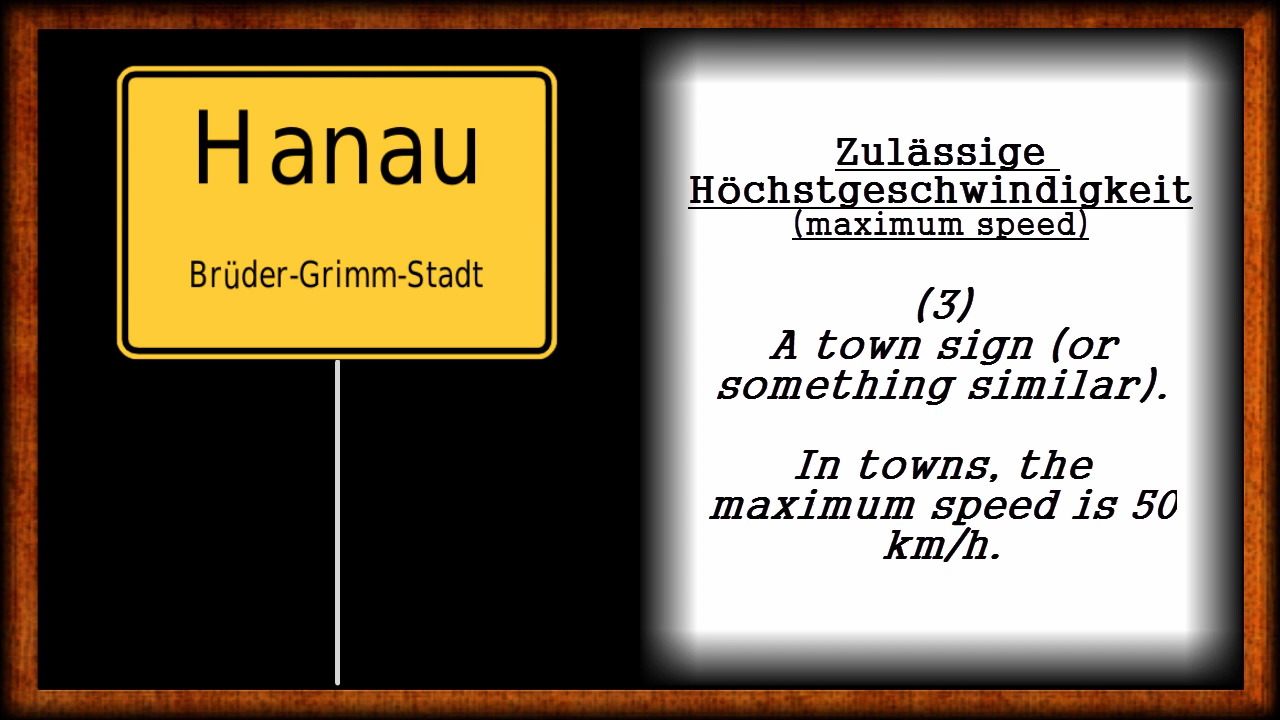 Hanau
Brüder-Grimm-Stadt
Zulässige
Höchstgeschwindigkeit
(maximum speed)
(3)
A town sign (or
something similar).
In towns, the
maximum speed is 50
km/h.